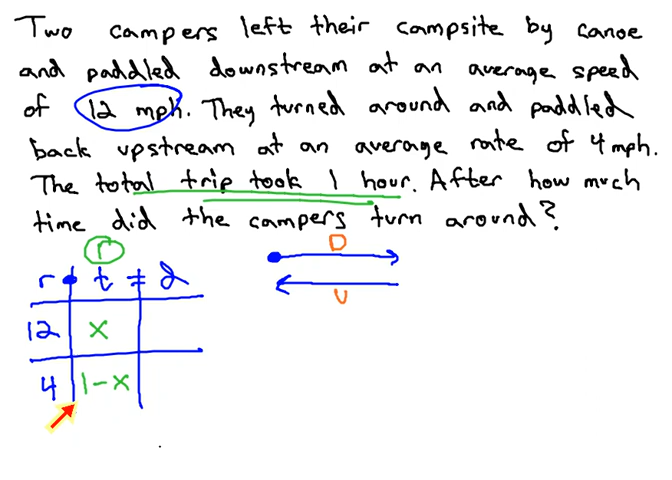 Two campers left their campsite by canoe
and paddled downstream at an average speed
of 12 mph. They turned around and paddled
back upstream at an average rate of 4 mph.
The total trip took 1 hour. After how much
time did the campers turn around?
r • t = d
12 x
4 1-x
D
U